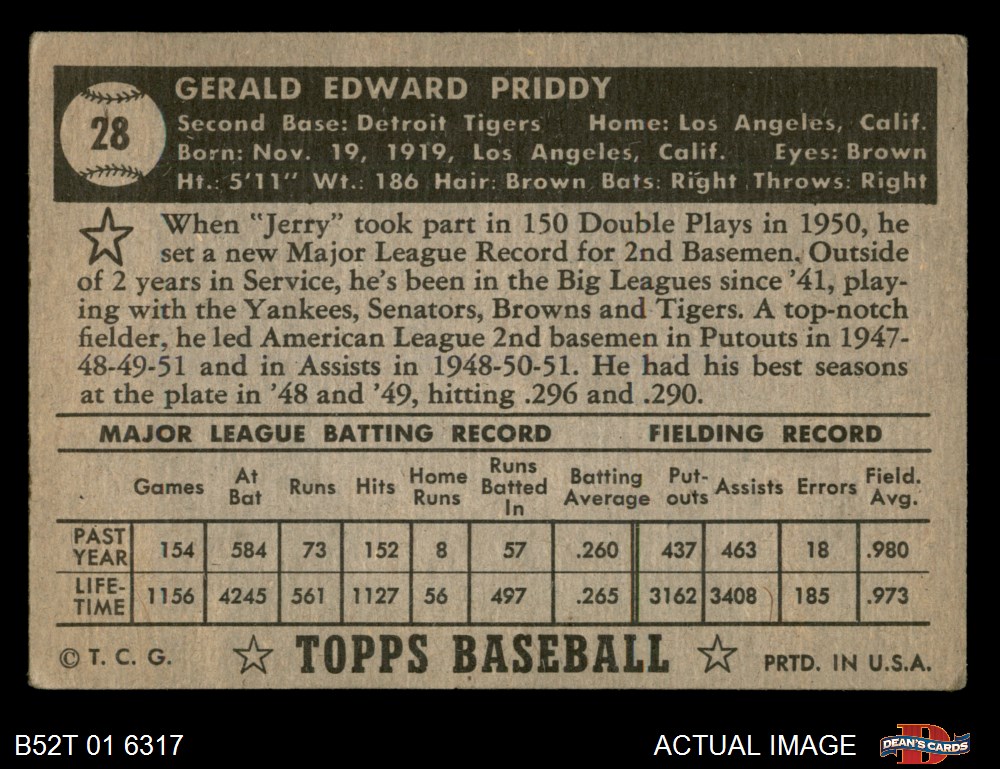 28
GERALD EDWARD PRIDDY
Second Base: Detroit Tigers Home: Los Angeles, Calif.
Born: Nov. 19, 1919, Los Angeles, Calif. Eyes: Brown
Ht.: 5'11" Wt.: 186 Hair: Brown Bats: Right Throws: Right
When "Jerry" took part in 150 Double Plays in 1950, he
set a new Major League Record for 2nd Basemen. Outside
of 2 years in Service, he's been in the Big Leagues since '41, play-
ing with the Yankees, Senators, Browns and Tigers. A top-notch
fielder, he led American League 2nd basemen in Putouts in 1947-
48-49-51 and in Assists in 1948-50-51. He had his best seasons
at the plate in '48 and '49, hitting .296 and .290.
MAJOR LEAGUE BATTING RECORD FIELDING RECORD
Games At Bat Runs Hits Home Runs Runs Batted In Batting Average Put-outs Assists Errors Field. Avg.
PAST YEAR 154 584 73 152 8 57 .260 437 463 18 .980
LIFE-TIME 1156 4245 561 1127 56 497 .265 3162 3408 185 .973
© T. C. G. TOPPS BASEBALL PRTD. IN U.S.A.
B52T 01 6317 ACTUAL IMAGE D DEAN'S CARDS